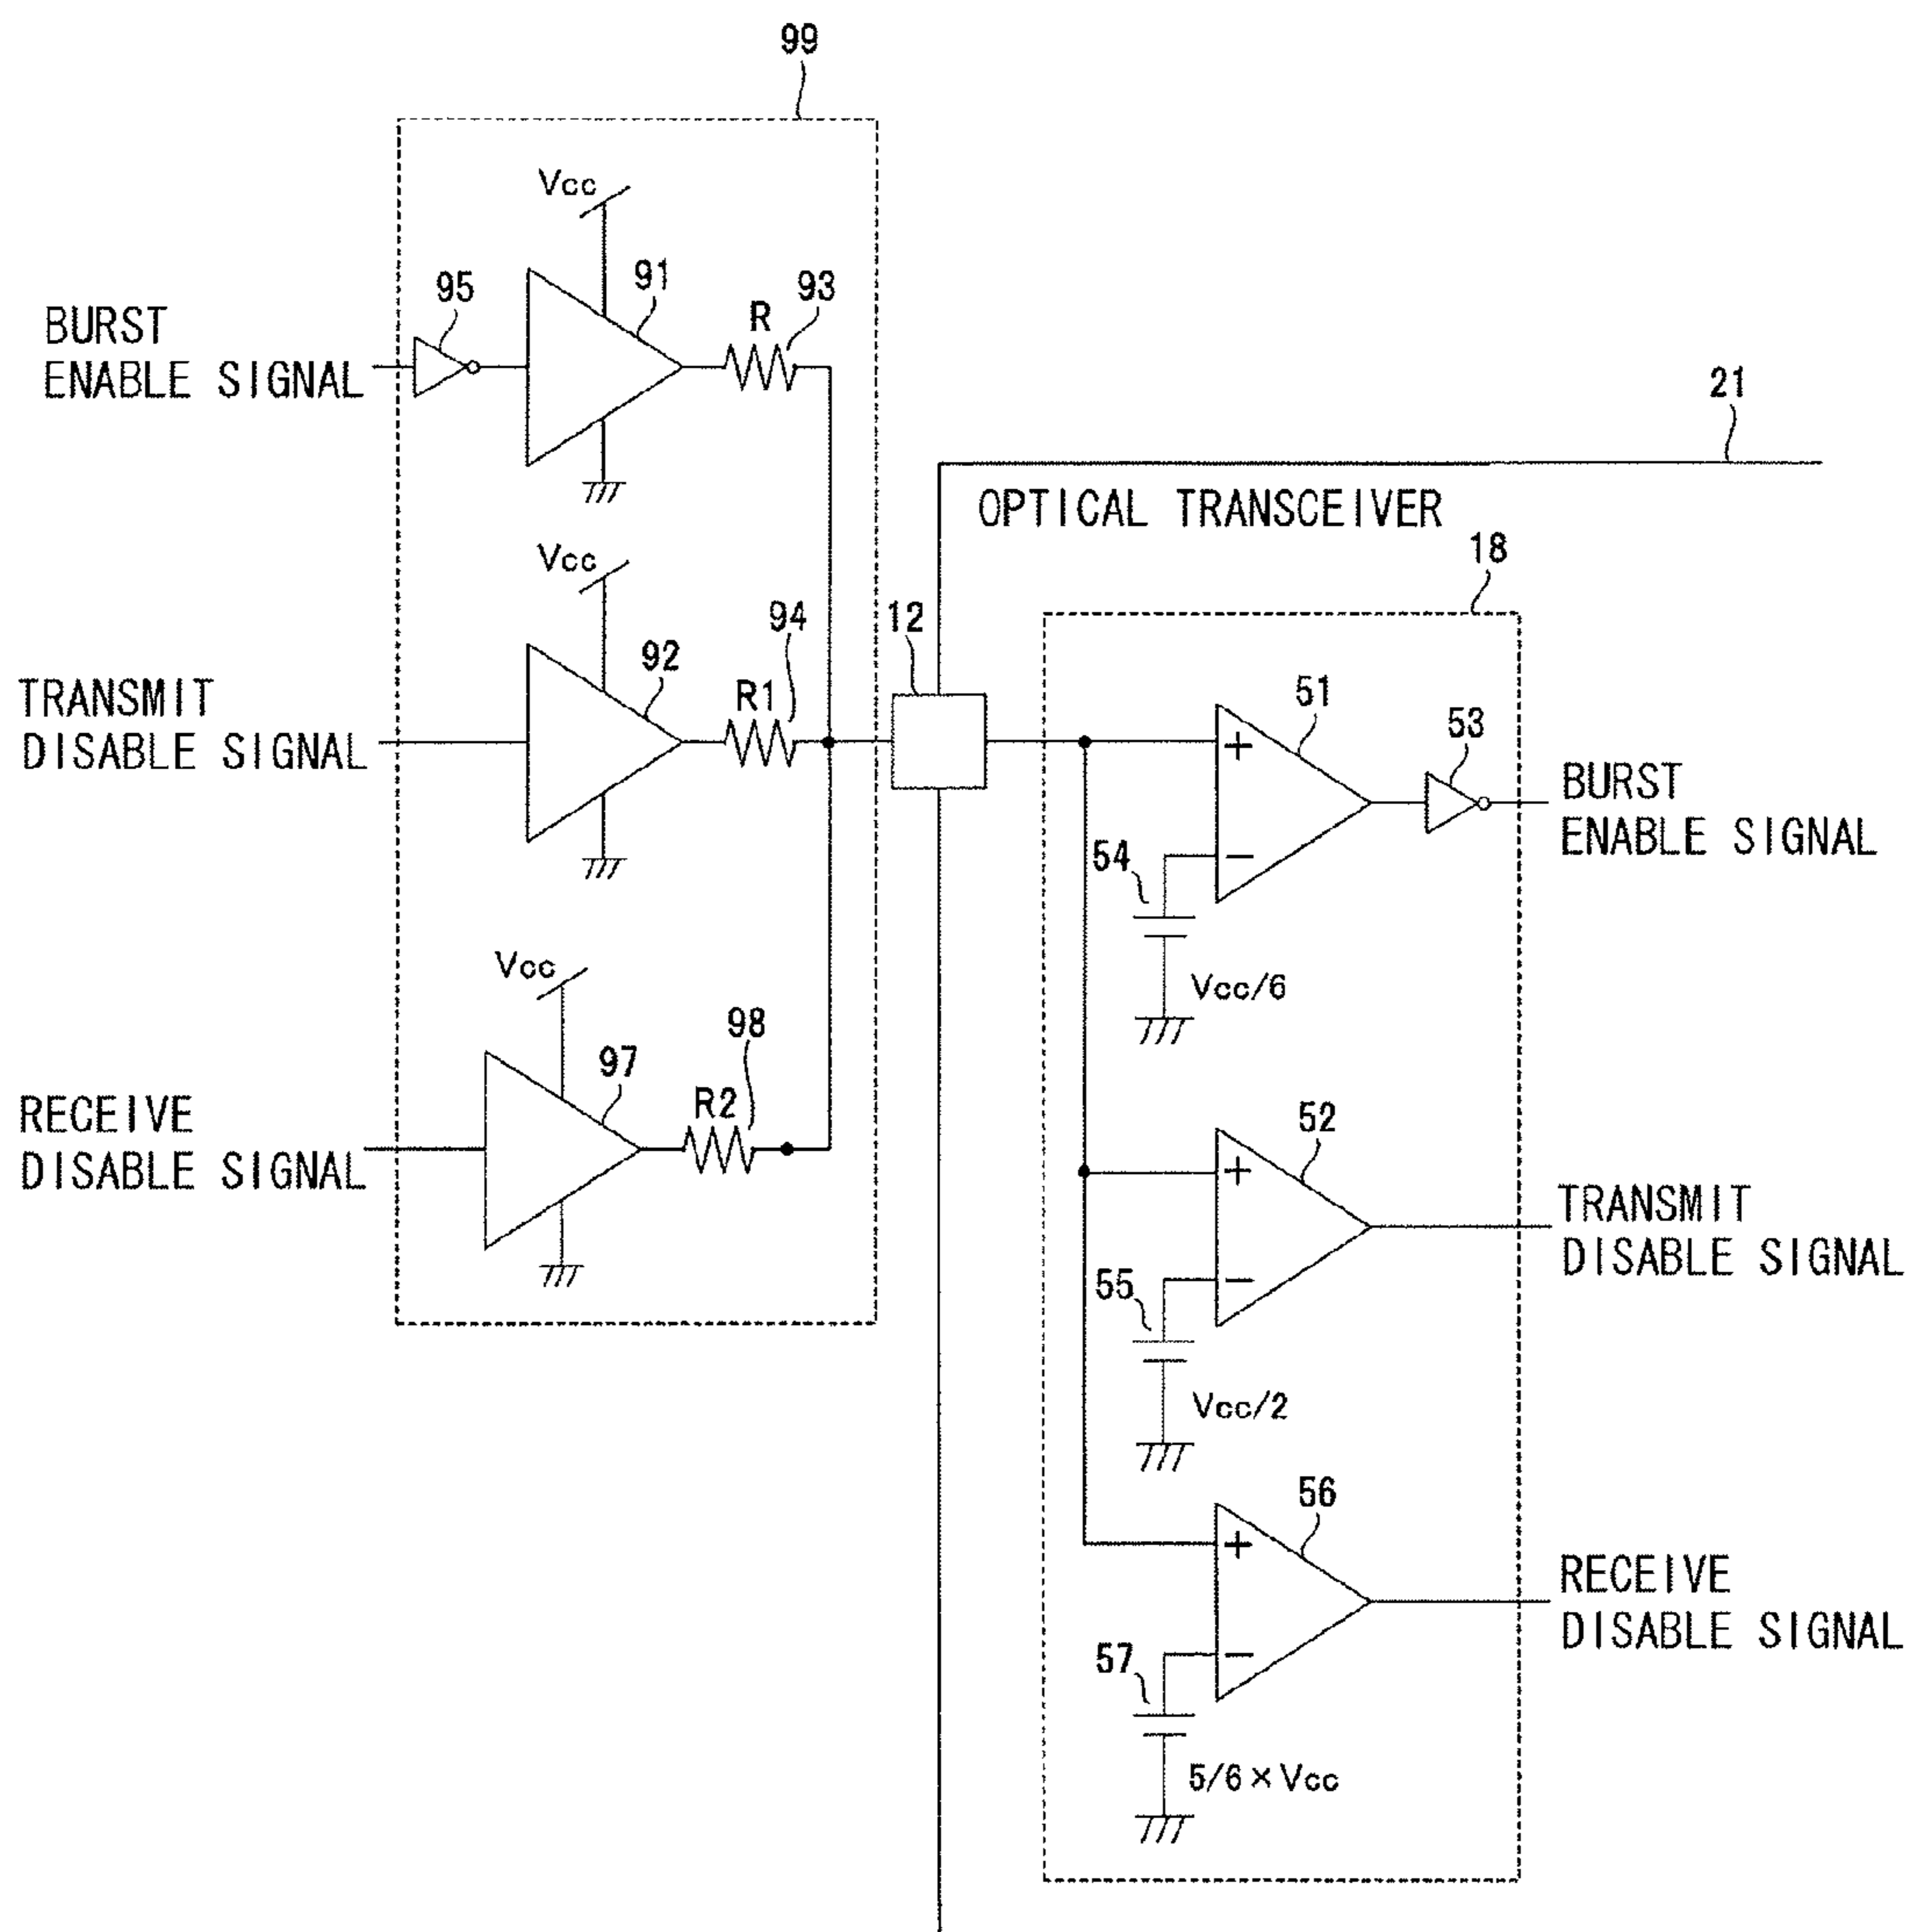 99
Vcc
95
91
R
93
BURST
ENABLE SIGNAL
21
OPTICAL TRANSCEIVER
18
Vcc
92
R1
94
12
TRANSMIT
DISABLE SIGNAL
51
+
−
53
BURST
ENABLE SIGNAL
54
Vcc/6
Vcc
97
R2
98
RECEIVE
DISABLE SIGNAL
52
+
−
TRANSMIT
DISABLE SIGNAL
55
Vcc/2
56
+
−
RECEIVE
DISABLE SIGNAL
57
5/6×Vcc